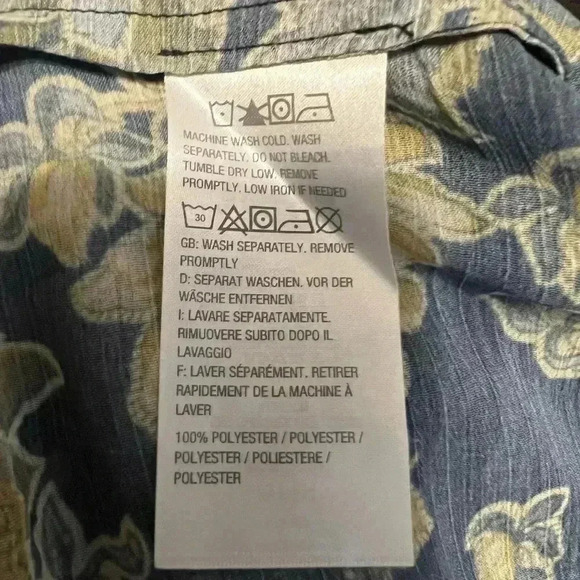 MACHINE WASH COLD. WASH
SEPARATELY. DO NOT BLEACH.
TUMBLE DRY LOW. REMOVE
PROMPTLY. LOW IRON IF NEEDED
30
GB: WASH SEPARATELY. REMOVE
PROMPTLY
D: SEPARAT WASCHEN. VOR DER
WÄSCHE ENTFERNEN
I: LAVARE SEPARATAMENTE.
RIMUOVERE SUBITO DOPO IL
LAVAGGIO
F: LAVER SÉPARÉMENT. RETIRER
RAPIDEMENT DE LA MACHINE À
LAVER
100% POLYESTER / POLYESTER /
POLYESTER / POLIESTERE /
POLYESTER